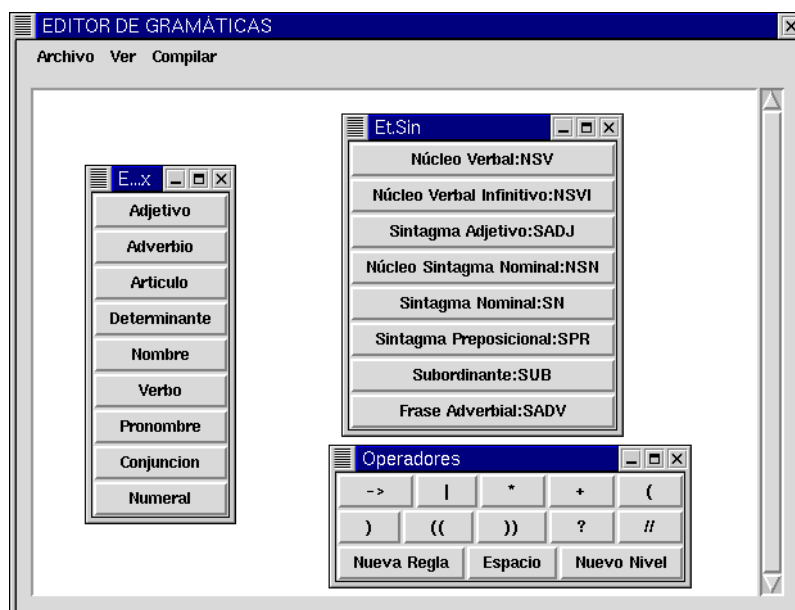 EDITOR DE GRAMÁTICAS
Archivo Ver Compilar
E...x
Adjetivo
Adverbio
Articulo
Determinante
Nombre
Verbo
Pronombre
Conjuncion
Numeral
Et.Sin
Núcleo Verbal:NSV
Núcleo Verbal Infinitivo:NSVI
Sintagma Adjetivo:SADJ
Núcleo Sintagma Nominal:NSN
Sintagma Nominal:SN
Sintagma Preposicional:SPR
Subordinante:SUB
Frase Adverbial:SADV
Operadores
-> | * + (
) (( )) ? //
Nueva Regla Espacio Nuevo Nivel